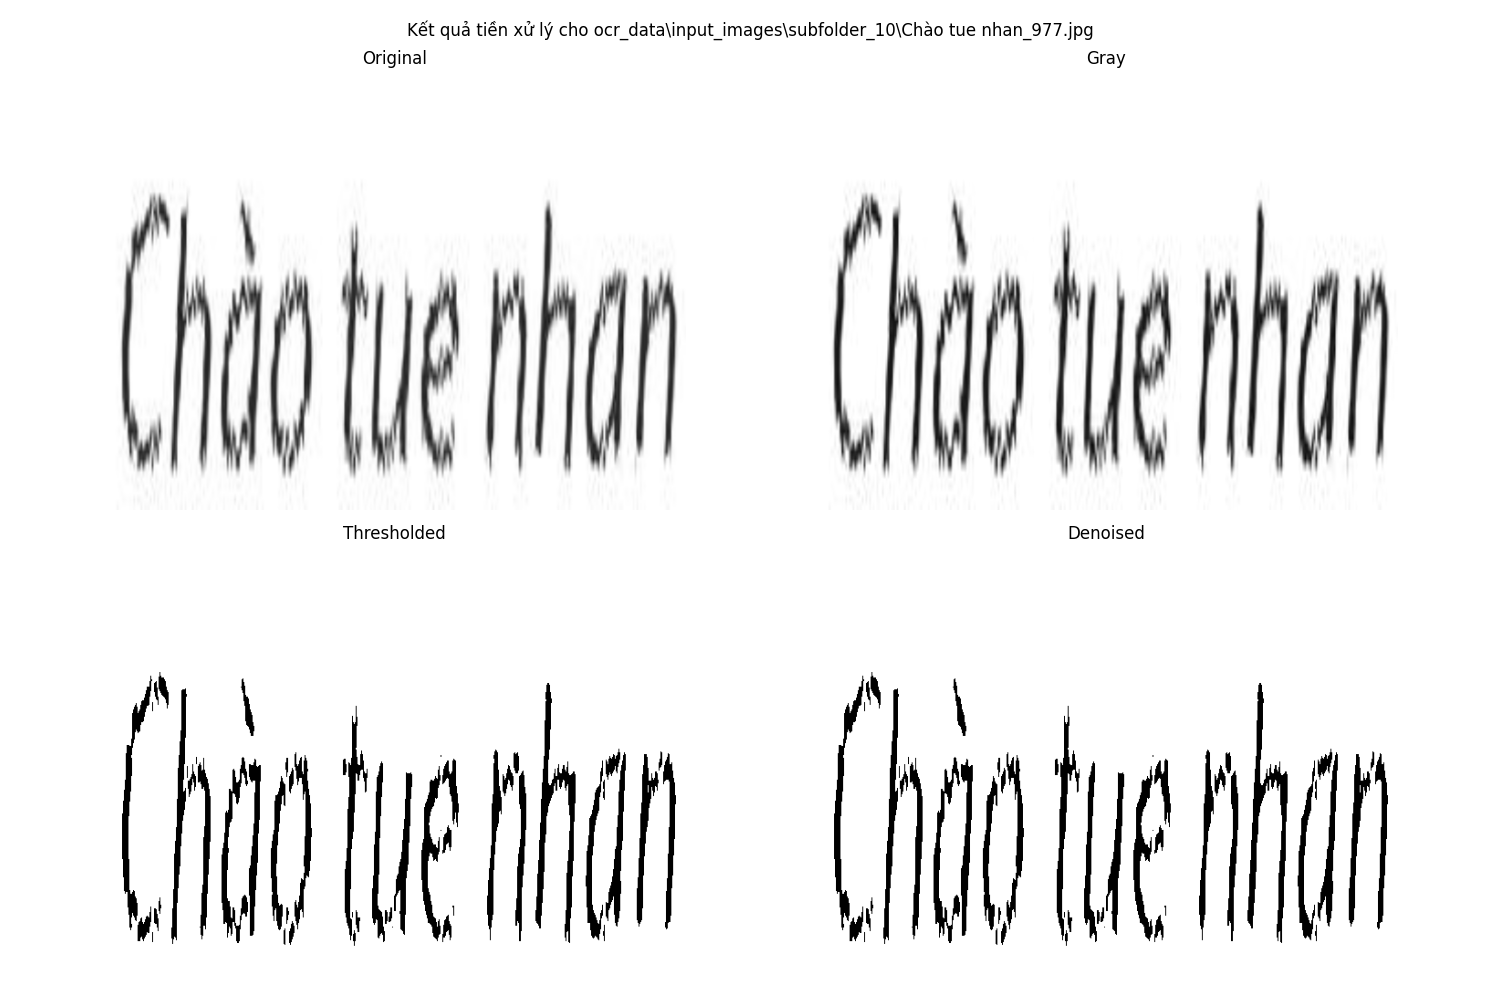 Kết quả tiền xử lý cho ocr_data\input_images\subfolder_10\Chào tue nhan_977.jpg
Original
Gray
Chào tue nhan
Chào tue nhan
Thresholded
Denoised
Chào tue nhan
Chào tue nhan